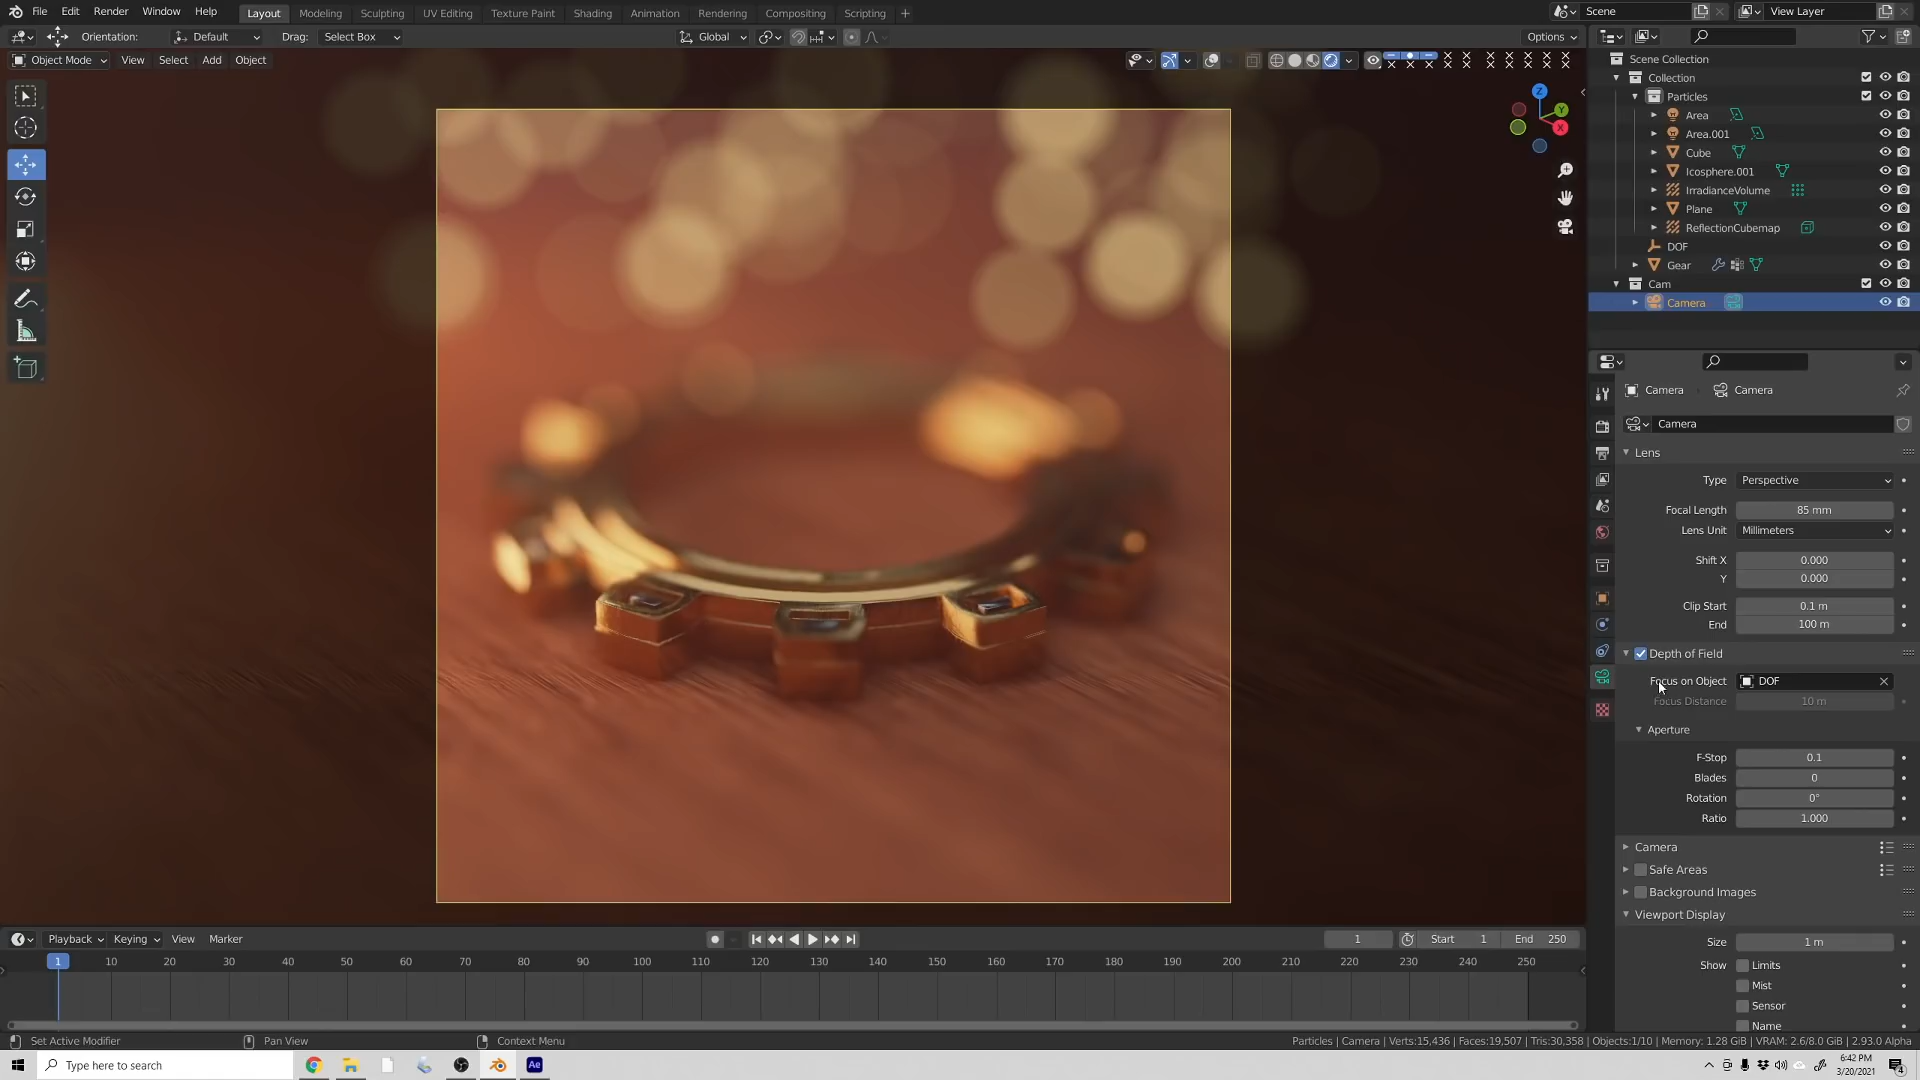 File Edit Render Window Help Layout Modeling Sculpting UV Editing Texture Paint Shading Animation Rendering Compositing Scripting + Scene View Layer
Orientation: Default Drag: Select Box Global Options
Object Mode View Select Add Object
Scene Collection
Collection
Particles
Area
Area.001
Cube
Icosphere.001
IrradianceVolume
Plane
ReflectionCubemap
DOF
Gear
Cam
Camera
Z
Y
X
Camera Camera
Camera
Lens
Type Perspective
Focal Length 85 mm
Lens Unit Millimeters
Shift X 0.000
Y 0.000
Clip Start 0.1 m
End 100 m
Depth of Field
Focus on Object DOF
Focus Distance 10 m
Aperture
F-Stop 0.1
Blades 0
Rotation 0°
Ratio 1.000
Camera
Safe Areas
Background Images
Viewport Display
Size 1 m
Show Limits
Mist
Sensor
Name
Playback Keying View Marker 1 Start 1 End 250
1 10 20 30 40 50 60 70 80 90 100 110 120 130 140 150 160 170 180 190 200 210 220 230 240 250
Set Active Modifier Pan View Context Menu Particles | Camera | Verts:15,436 | Faces:19,507 | Tris:30,358 | Objects:1/10 | Memory: 1.28 GiB | VRAM: 2.6/8.0 GiB | 2.93.0 Alpha
Type here to search Ae 6:42 PM
3/20/2021 4